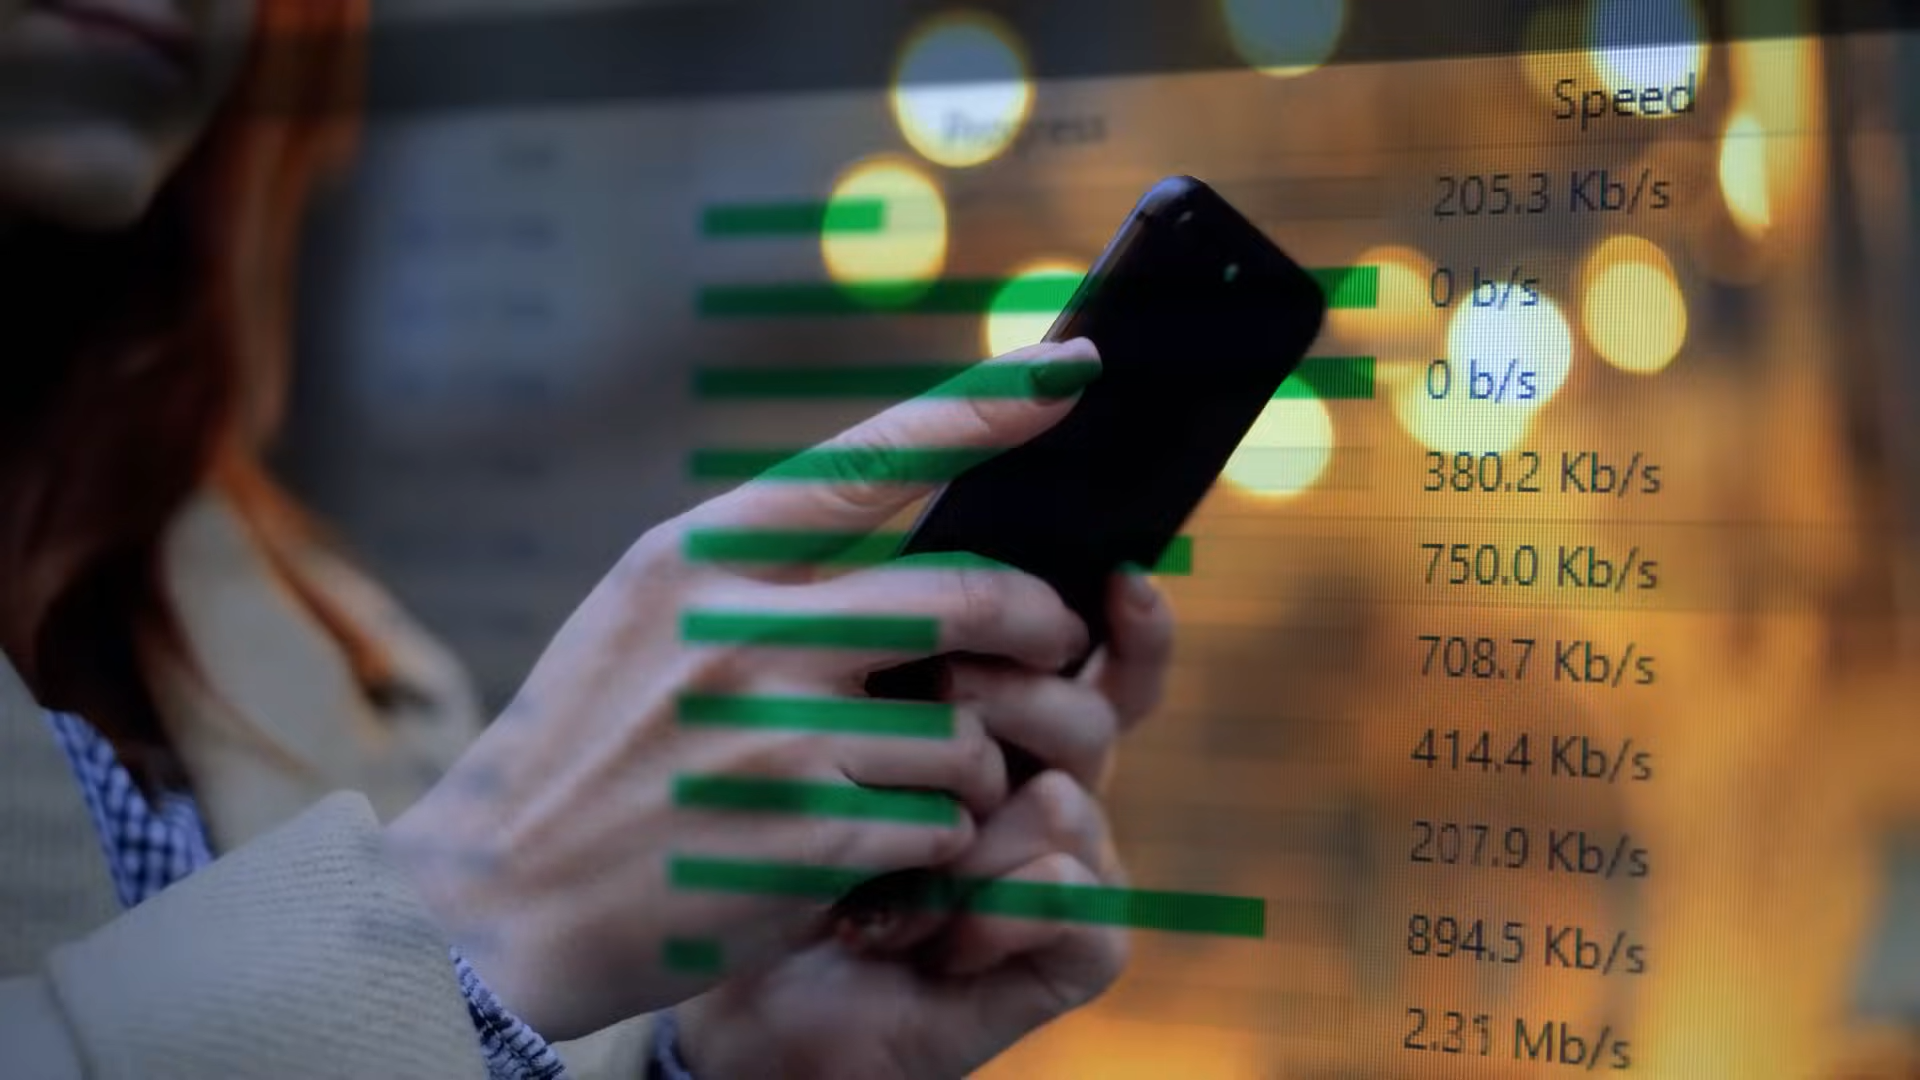 Progress
Speed
205.3 Kb/s
0 b/s
0 b/s
380.2 Kb/s
750.0 Kb/s
708.7 Kb/s
414.4 Kb/s
207.9 Kb/s
894.5 Kb/s
2.31 Mb/s